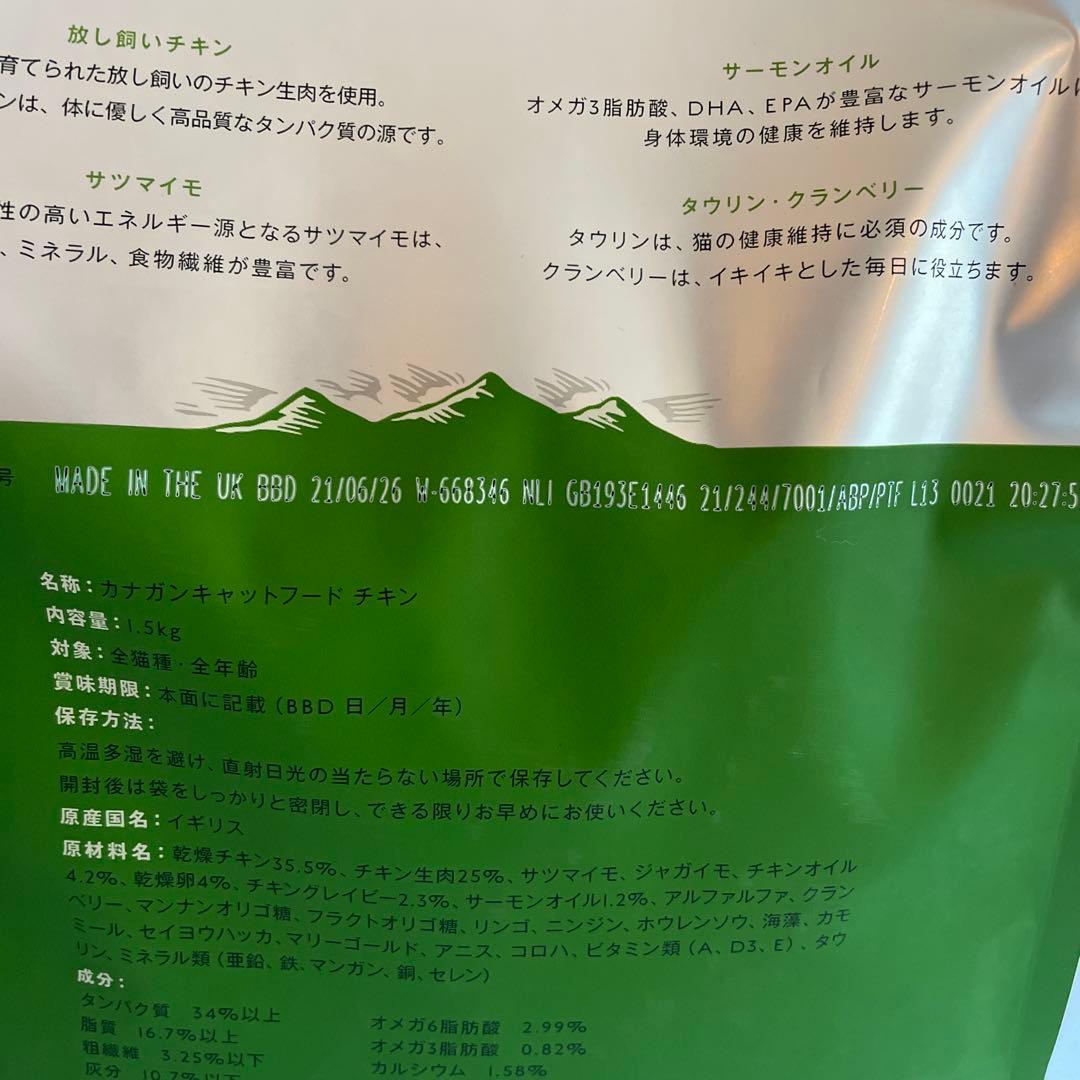 放し飼いチキン
育てられた放し飼いのチキン生肉を使用。
ンは、体に優しく高品質なタンパク質の源です。
サツマイモ
性の高いエネルギー源となるサツマイモは、
、ミネラル、食物繊維が豊富です。
サーモンオイル
オメガ3脂肪酸、DHA、EPAが豊富なサーモンオイルは
身体環境の健康を維持します。
タウリン・クランベリー
タウリンは、猫の健康維持に必須の成分です。
クランベリーは、イキイキとした毎日に役立ちます。
号 MADE IN THE UK BBD 21/06/26 W-668346 NLI GB193E1446 21/244/7001/ABP/PTF L13 0021 20:27:5
名称：カナガンキャットフード チキン
内容量：1.5kg
対象：全猫種・全年齢
賞味期限：本面に記載（BBD 日／月／年）
保存方法：
高温多湿を避け、直射日光の当たらない場所で保存してください。
開封後は袋をしっかりと密閉し、できる限りお早めにお使いください。
原産国名：イギリス
原材料名：乾燥チキン35.5%、チキン生肉25%、サツマイモ、ジャガイモ、チキンオイル
4.2%、乾燥卵4%、チキングレイビー2.3%、サーモンオイル1.2%、アルファルファ、クラン
ベリー、マンナンオリゴ糖、フラクトオリゴ糖、リンゴ、ニンジン、ホウレンソウ、海藻、カモ
ミール、セイヨウハッカ、マリーゴールド、アニス、コロハ、ビタミン類（A、D3、E）、タウ
リン、ミネラル類（亜鉛、鉄、マンガン、銅、セレン）
成分：
タンパク質 34%以上
脂質 16.7%以上
粗繊維 3.25%以下
灰分 10.7%以下
オメガ6脂肪酸 2.99%
オメガ3脂肪酸 0.82%
カルシウム 1.58%